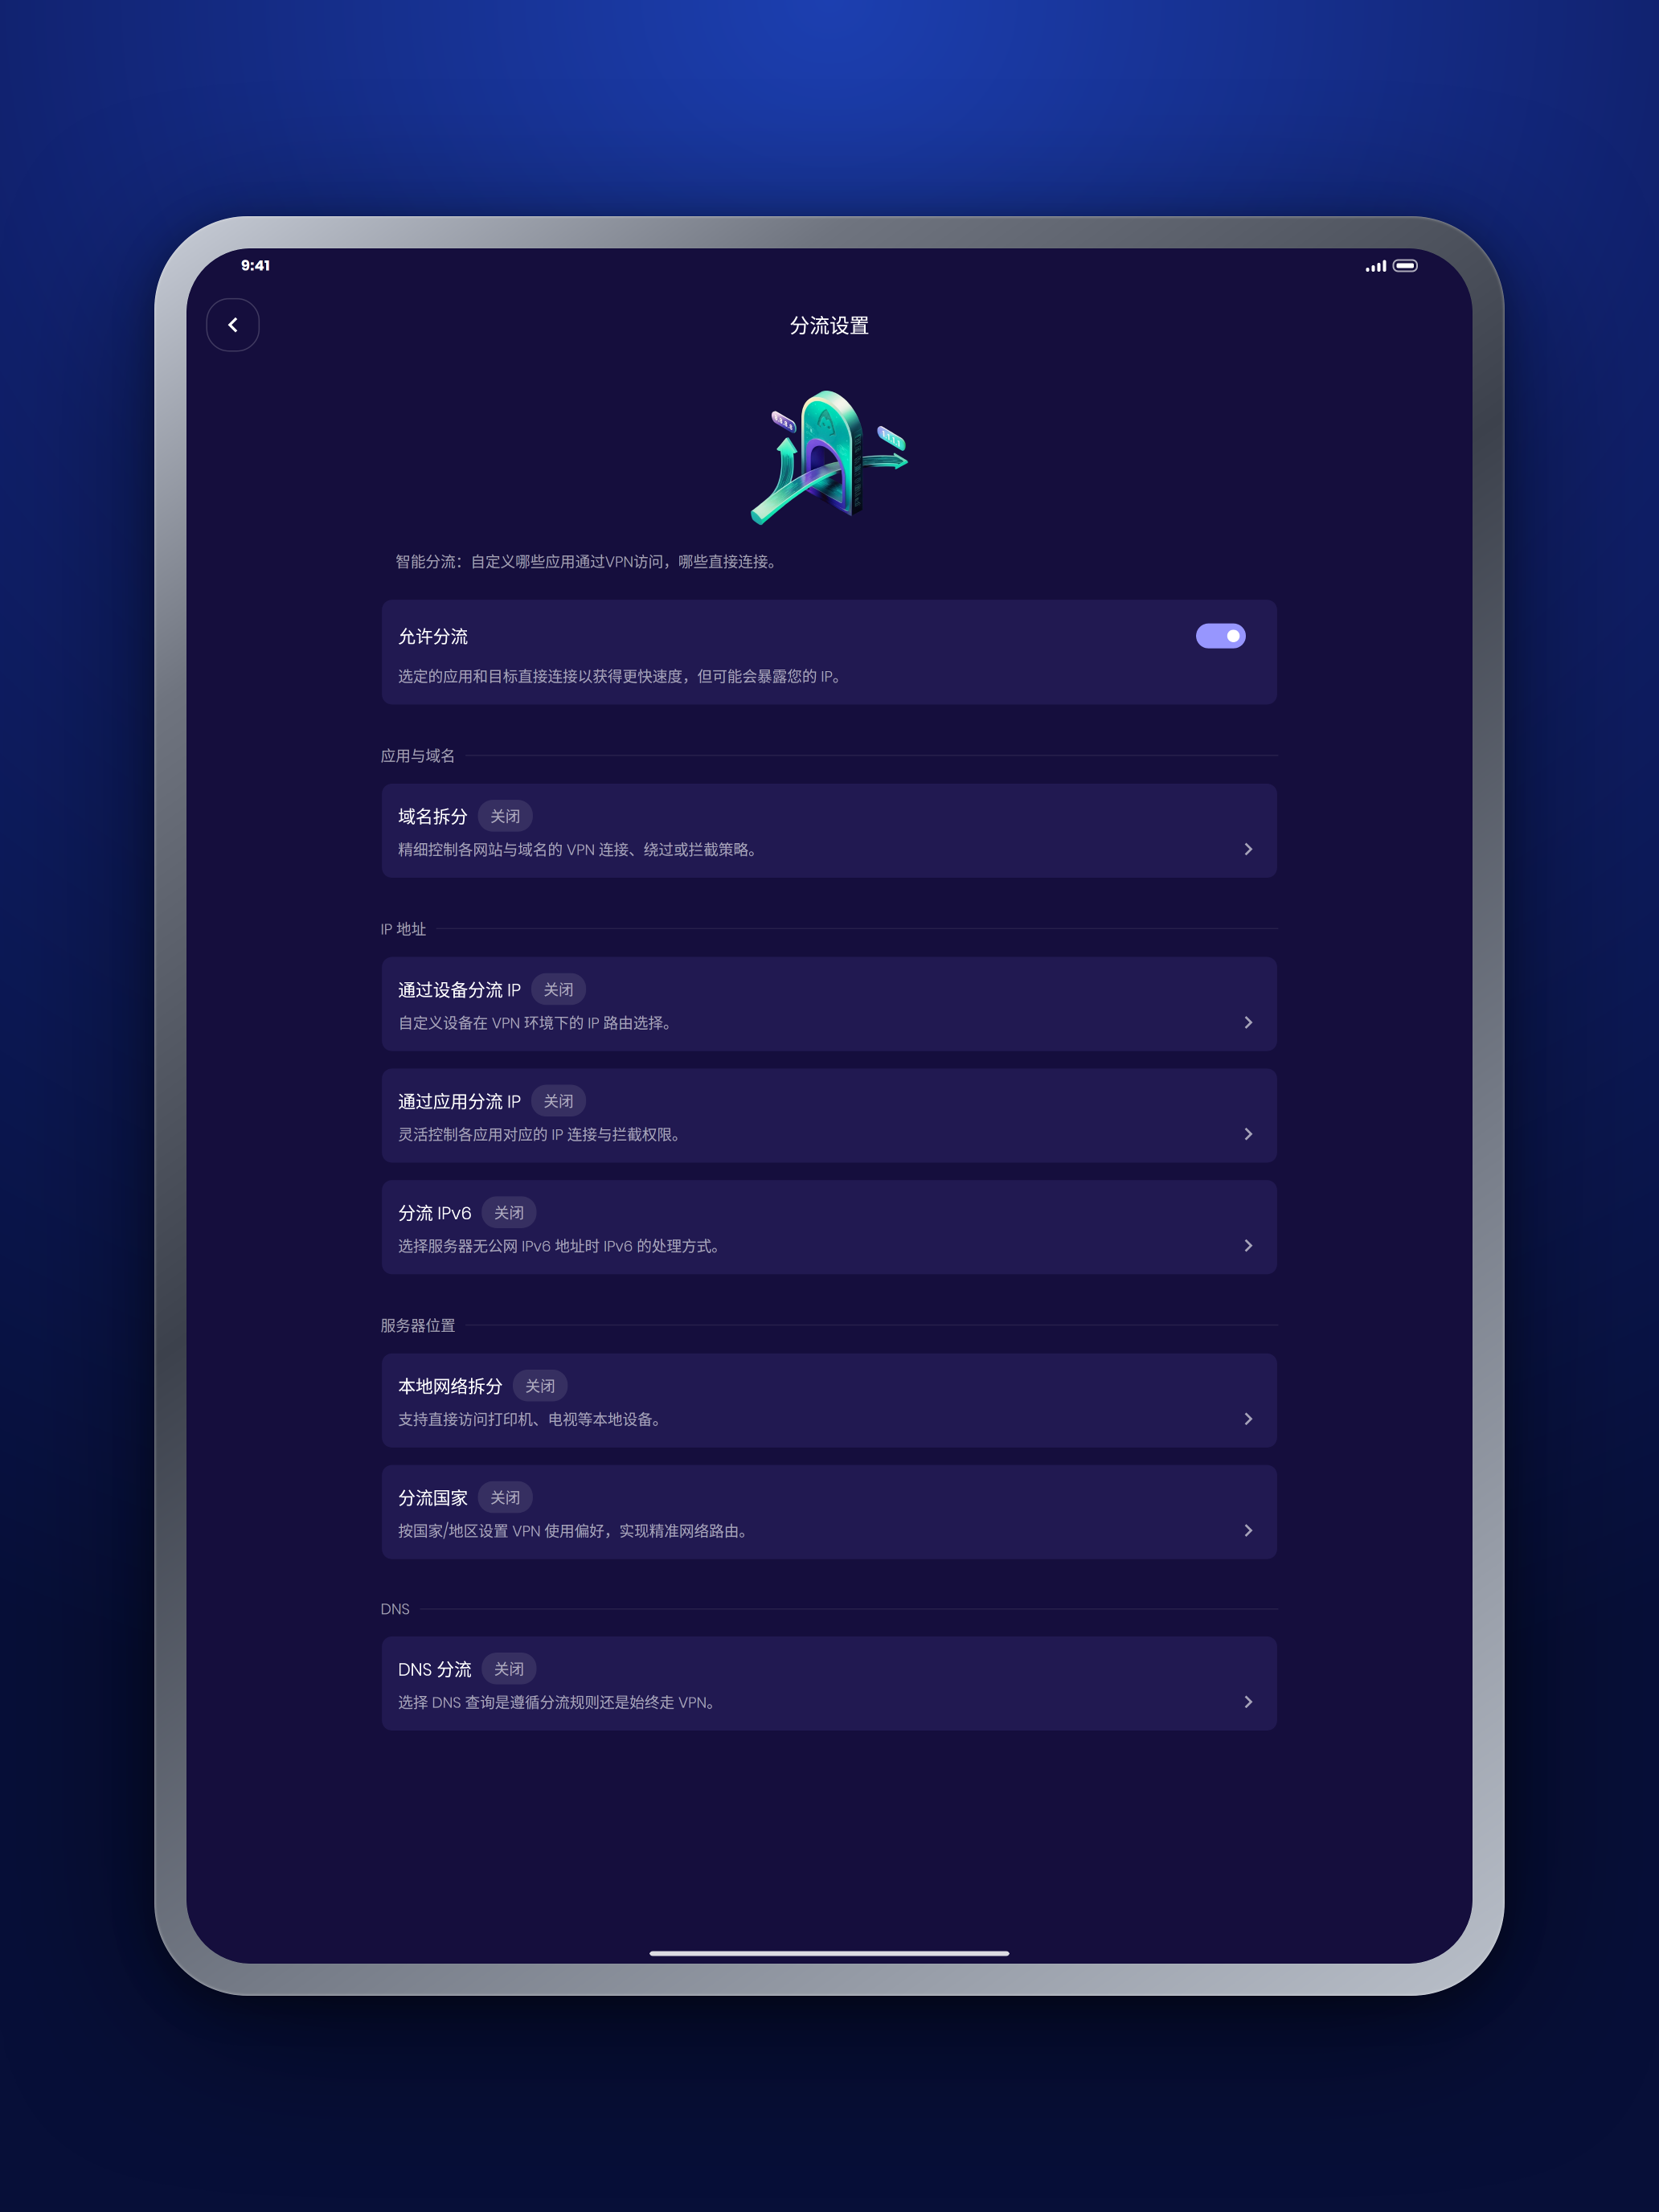 9:41
分流设置
智能分流：自定义哪些应用通过VPN访问，哪些直接连接。
允许分流
选定的应用和目标直接连接以获得更快速度，但可能会暴露您的 IP。
应用与域名
域名拆分 关闭
精细控制各网站与域名的 VPN 连接、绕过或拦截策略。
IP 地址
通过设备分流 IP 关闭
自定义设备在 VPN 环境下的 IP 路由选择。
通过应用分流 IP 关闭
灵活控制各应用对应的 IP 连接与拦截权限。
分流 IPv6 关闭
选择服务器无公网 IPv6 地址时 IPv6 的处理方式。
服务器位置
本地网络拆分 关闭
支持直接访问打印机、电视等本地设备。
分流国家 关闭
按国家/地区设置 VPN 使用偏好，实现精准网络路由。
DNS
DNS 分流 关闭
选择 DNS 查询是遵循分流规则还是始终走 VPN。